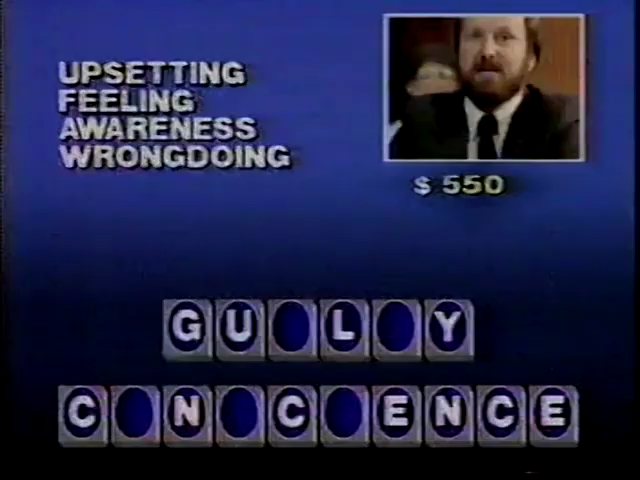 UPSETTING
FEELING
AWARENESS
WRONGDOING
$ 550
GU L Y
C N C ENCE